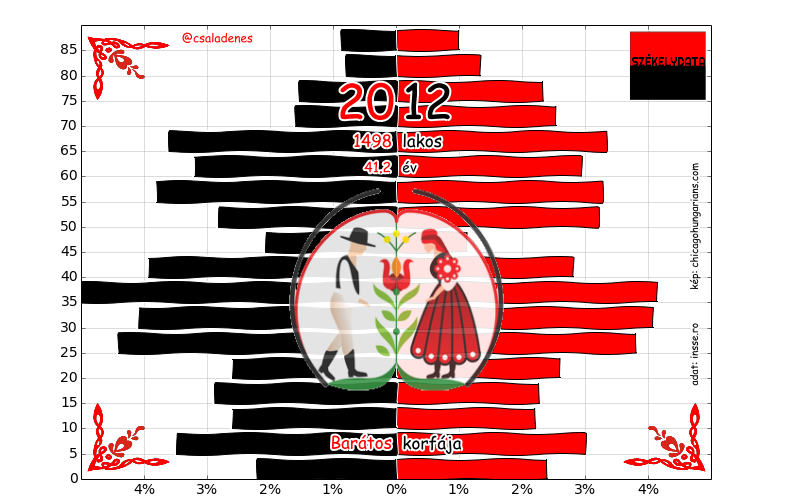 @csaladenes
SZÉKELYDATA
2012
1498 lakos
41,2 év
kép: chicagohungarians.com
adat: insse.ro
Barátos korfája
85
80
75
70
65
60
55
50
45
40
35
30
25
20
15
10
5
0
4% 3% 2% 1% 0% 1% 2% 3% 4%